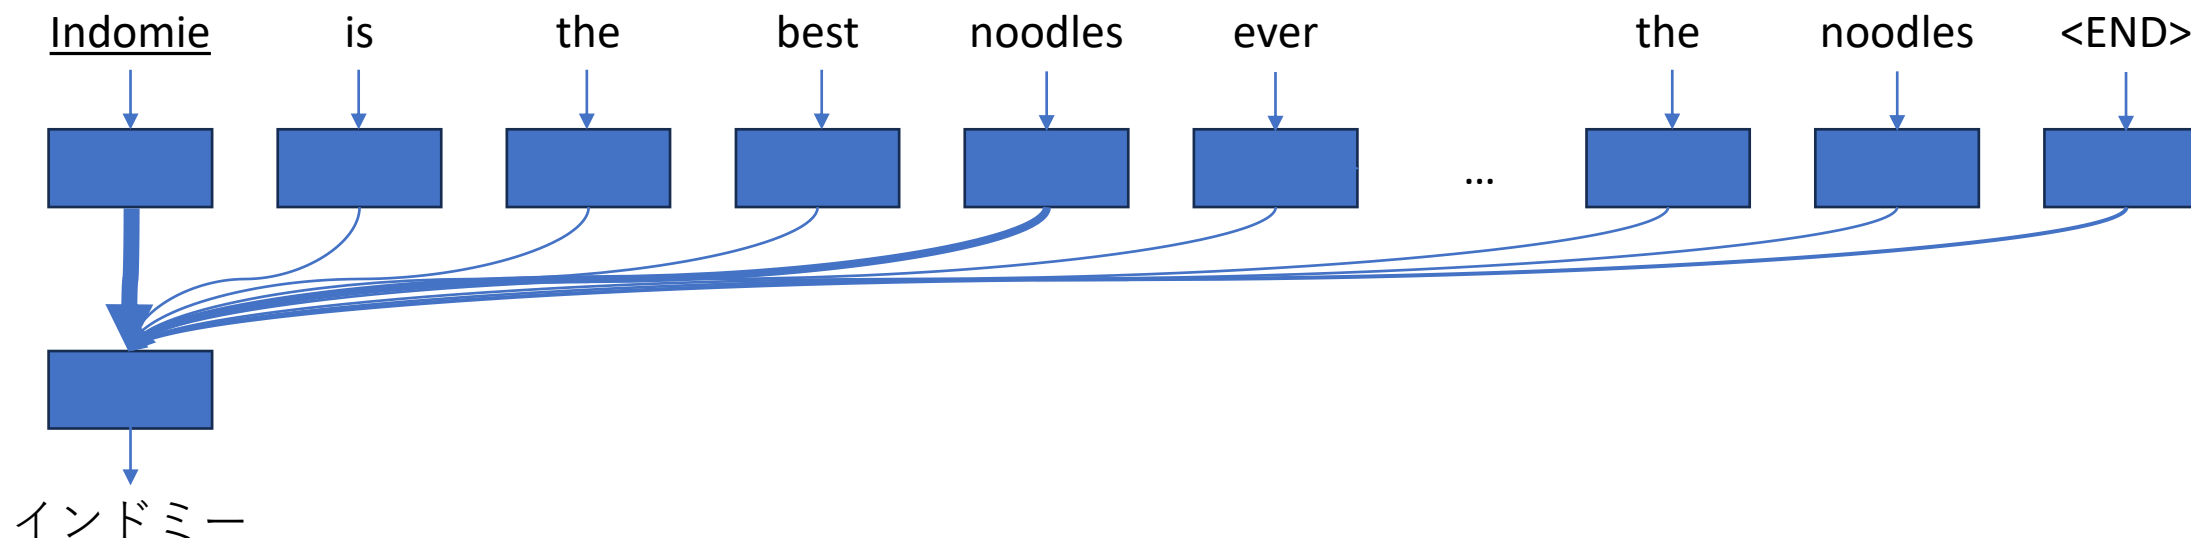 Indomie is the best noodles ever ... the noodles <END>
インドミー